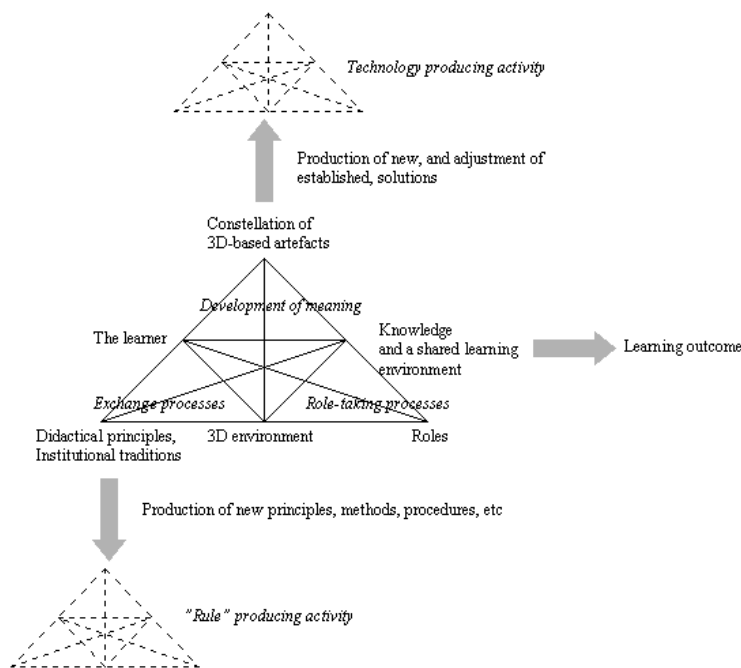 Technology producing activity
Production of new, and adjustment of
established, solutions
Constellation of
3D-based artefacts
Development of meaning
The learner
Knowledge
and a shared learning
environment
Learning outcome
Exchange processes
Role-taking processes
Didactical principles,
Institutional traditions
3D environment
Roles
Production of new principles, methods, procedures, etc
”Rule” producing activity